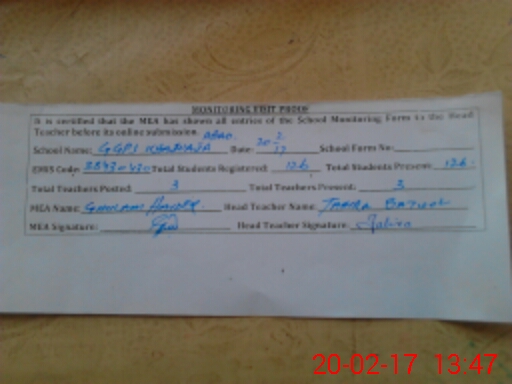 MONITORING VISIT PROOF
It is certified that the MEA has shown all entries of the School Monitoring Form to the Head
Teacher before its online submission.
School Name: GGPS Date: 20-2/17 School Form No:
EMIS Code: Total Students Registered: 126 Total Students Present: 126
Total Teachers Posted: 3 Total Teachers Present: 3
MEA Name: Ghulam Head Teacher Name: Batool
MEA Signature: Head Teacher Signature:
20-02-17 13:47